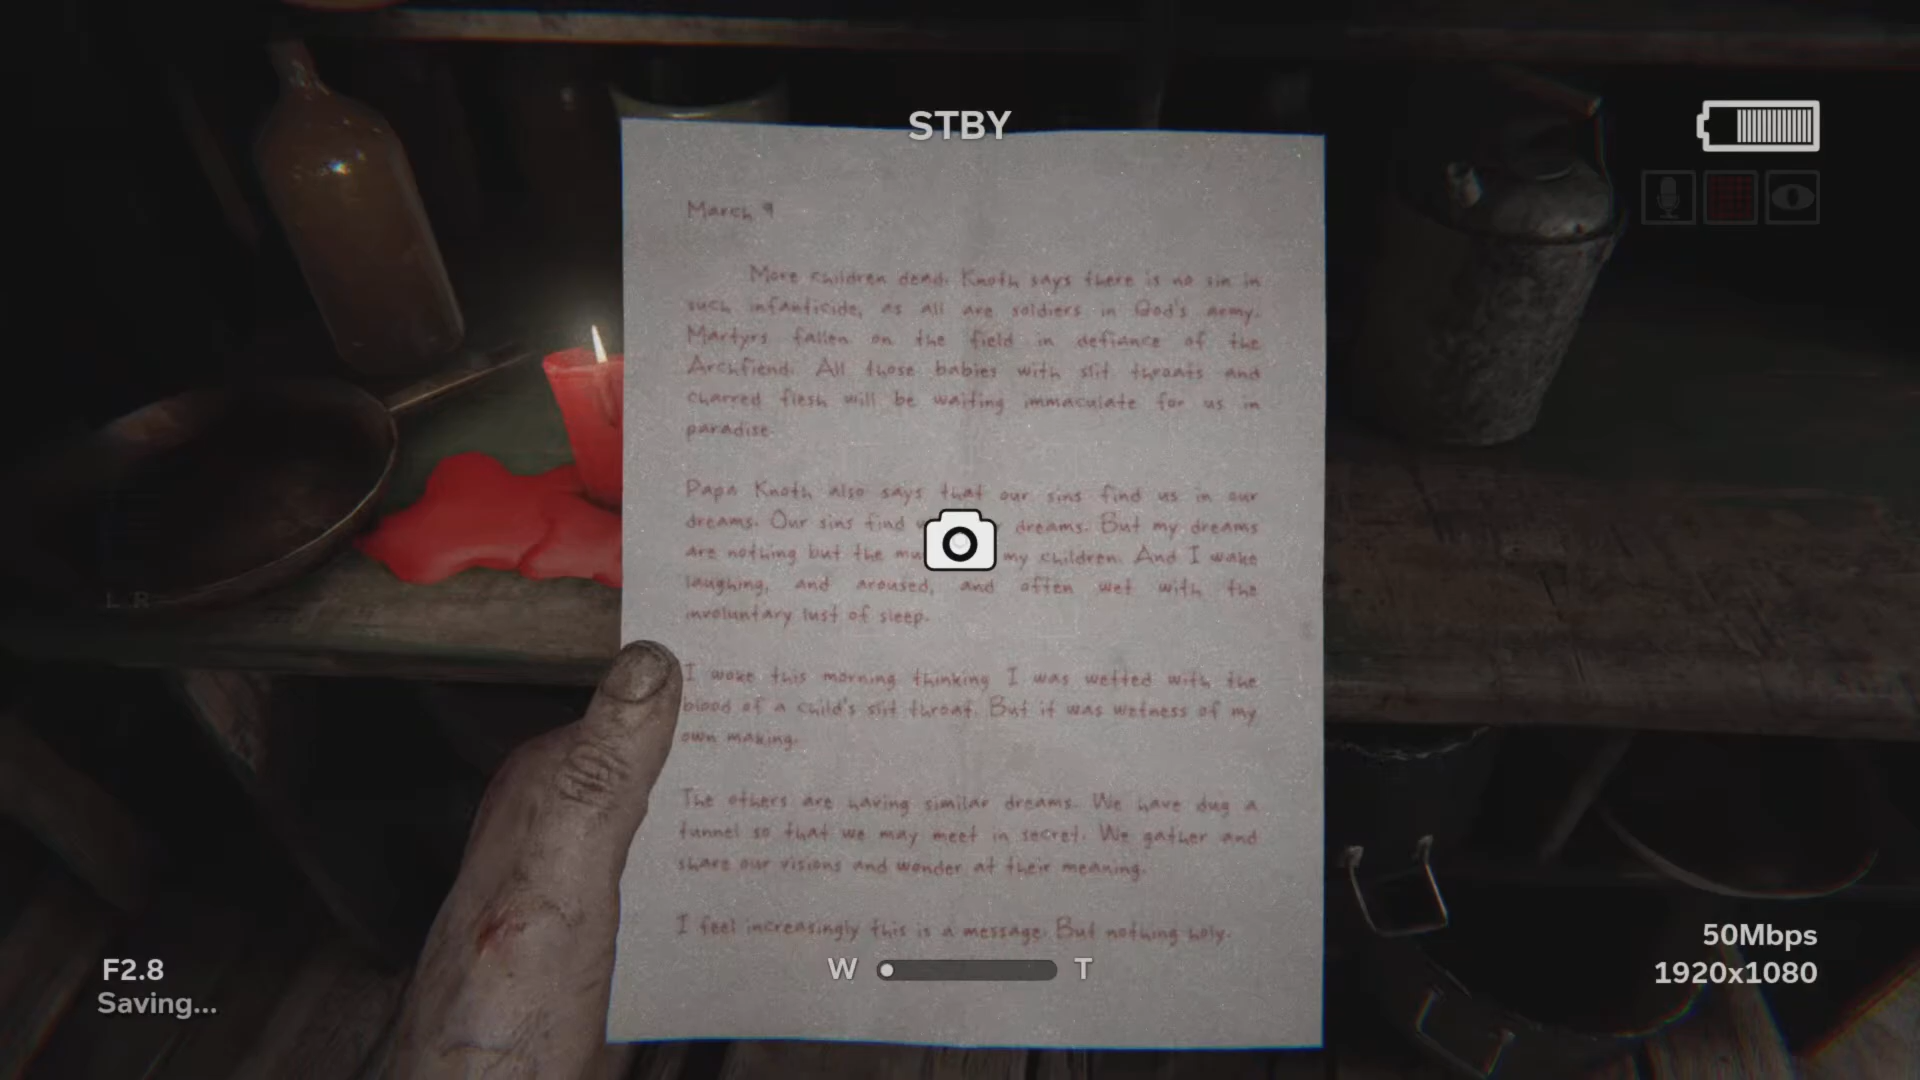 STBY
March 9
More children dead. Knoth says there is no sin in
such infanticide, as all are soldiers in God's army.
Martyrs fallen on the field in defiance of the
Archfiend. All those babies with slit throats and
charred flesh will be waiting immaculate for us in
paradise.
Papa Knoth also says that our sins find us in our
dreams. Our sins find dreams. But my dreams
are nothing but the my children. And I wake
laughing, and aroused, and often wet with the
involuntary lust of sleep.
I woke this morning thinking I was wetted with the
blood of a child's slit throat. But it was wetness of my
own making.
The others are having similar dreams. We have dug a
tunnel so that we may meet in secret. We gather and
share our visions and wonder at their meaning.
I feel increasingly this is a message. But nothing holy.
L R
W T
F2.8
Saving...
50Mbps
1920x1080